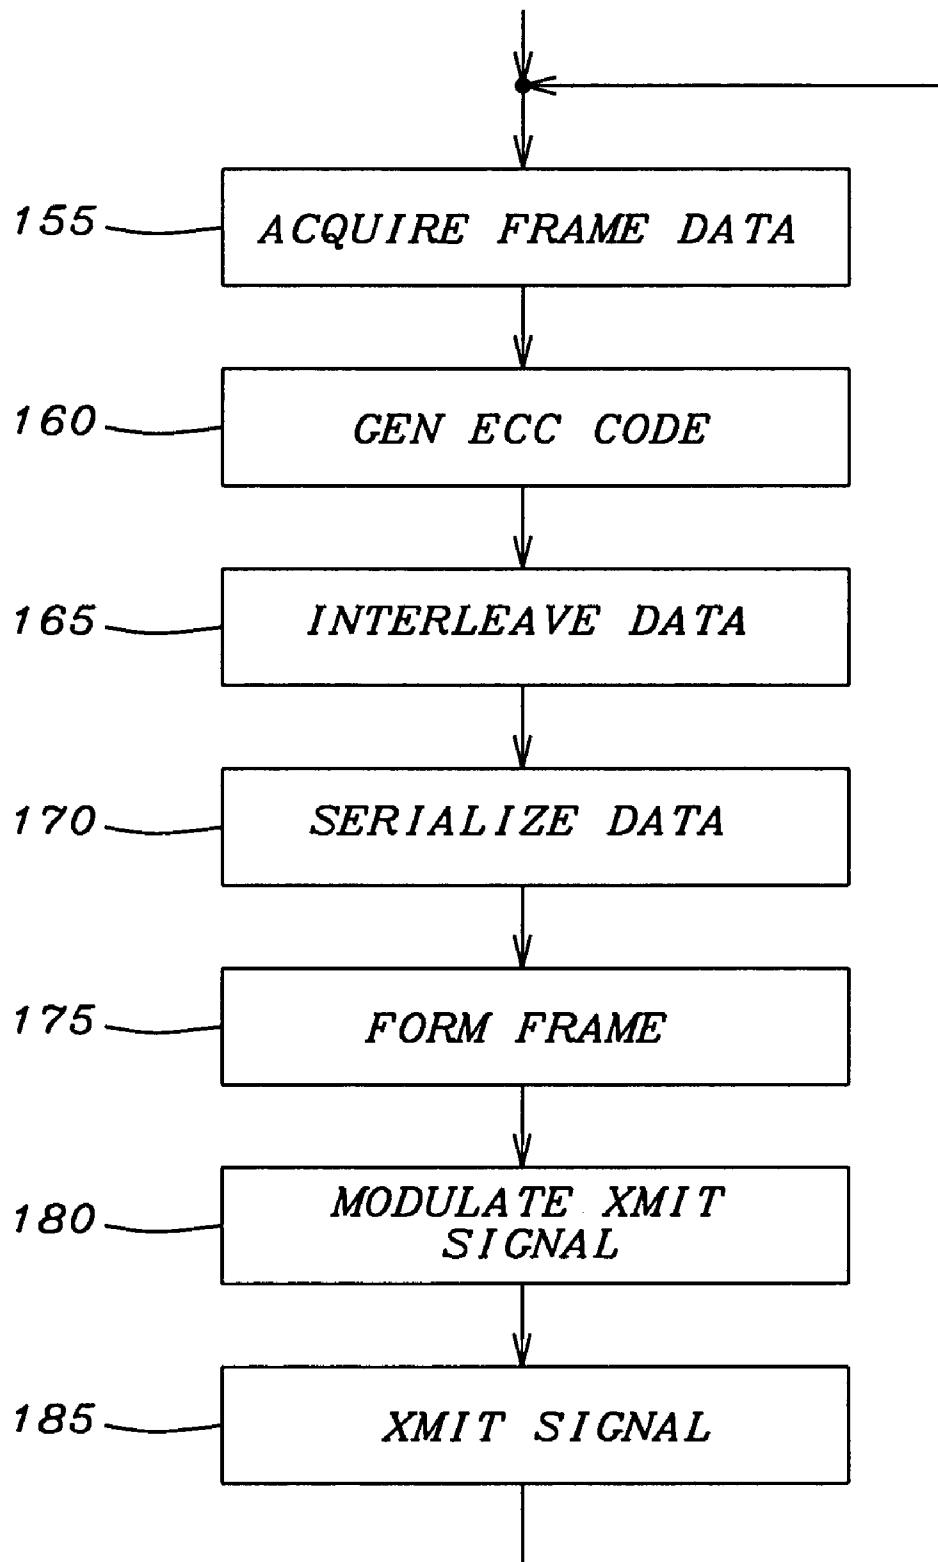 155 ACQUIRE FRAME DATA
160 GEN ECC CODE
165 INTERLEAVE DATA
170 SERIALIZE DATA
175 FORM FRAME
180 MODULATE XMIT
SIGNAL
185 XMIT SIGNAL